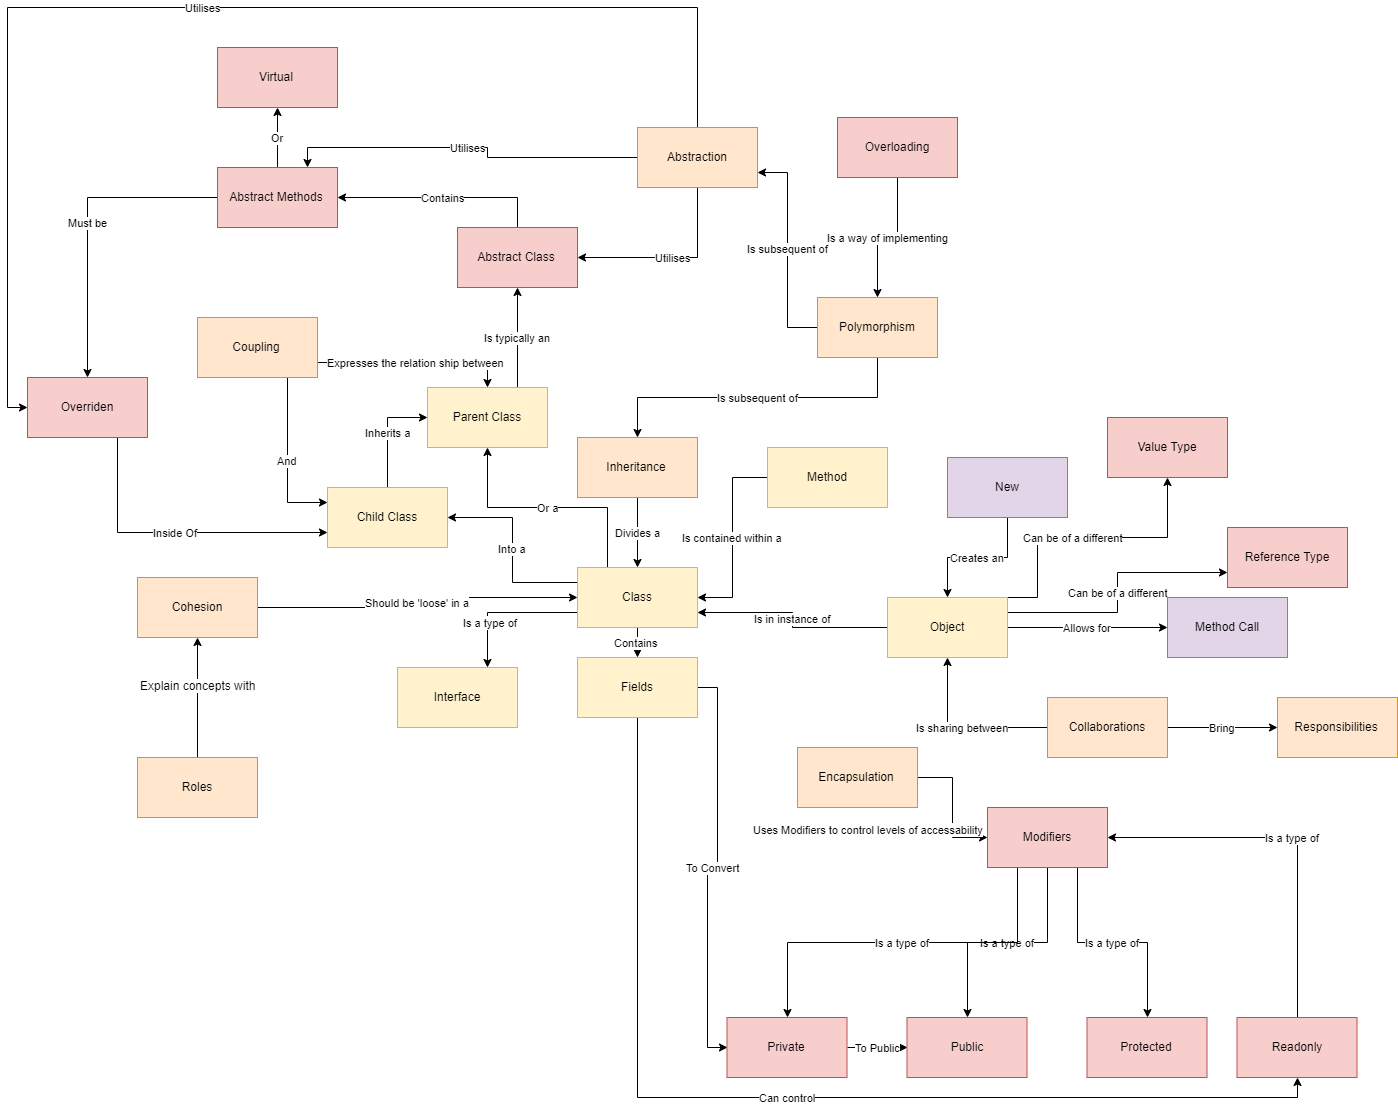 Utilises
Virtual
Or
Utilises
Abstraction
Overloading
Abstract Methods
Contains
Must be
Abstract Class
Utilises
Is subsequent of
Is a way of implementing
Polymorphism
Is typically an
Coupling
Expresses the relation ship between
Overriden
Parent Class
Is subsequent of
Inherits a
Inheritance
Method
Value Type
And
New
Child Class
Or a
Inside Of
Into a
Divides a
Is contained within a
Creates an
Can be of a different
Reference Type
Can be of a different
Cohesion
Should be 'loose' in a
Class
Is a type of
Is in instance of
Object
Allows for
Method Call
Contains
Explain concepts with
Interface
Fields
Is sharing between
Collaborations
Bring
Responsibilities
Roles
Encapsulation
Uses Modifiers to control levels of accessability
Modifiers
Is a type of
To Convert
Is a type of
Is a type of
Is a type of
Private
To Public
Public
Protected
Readonly
Can control